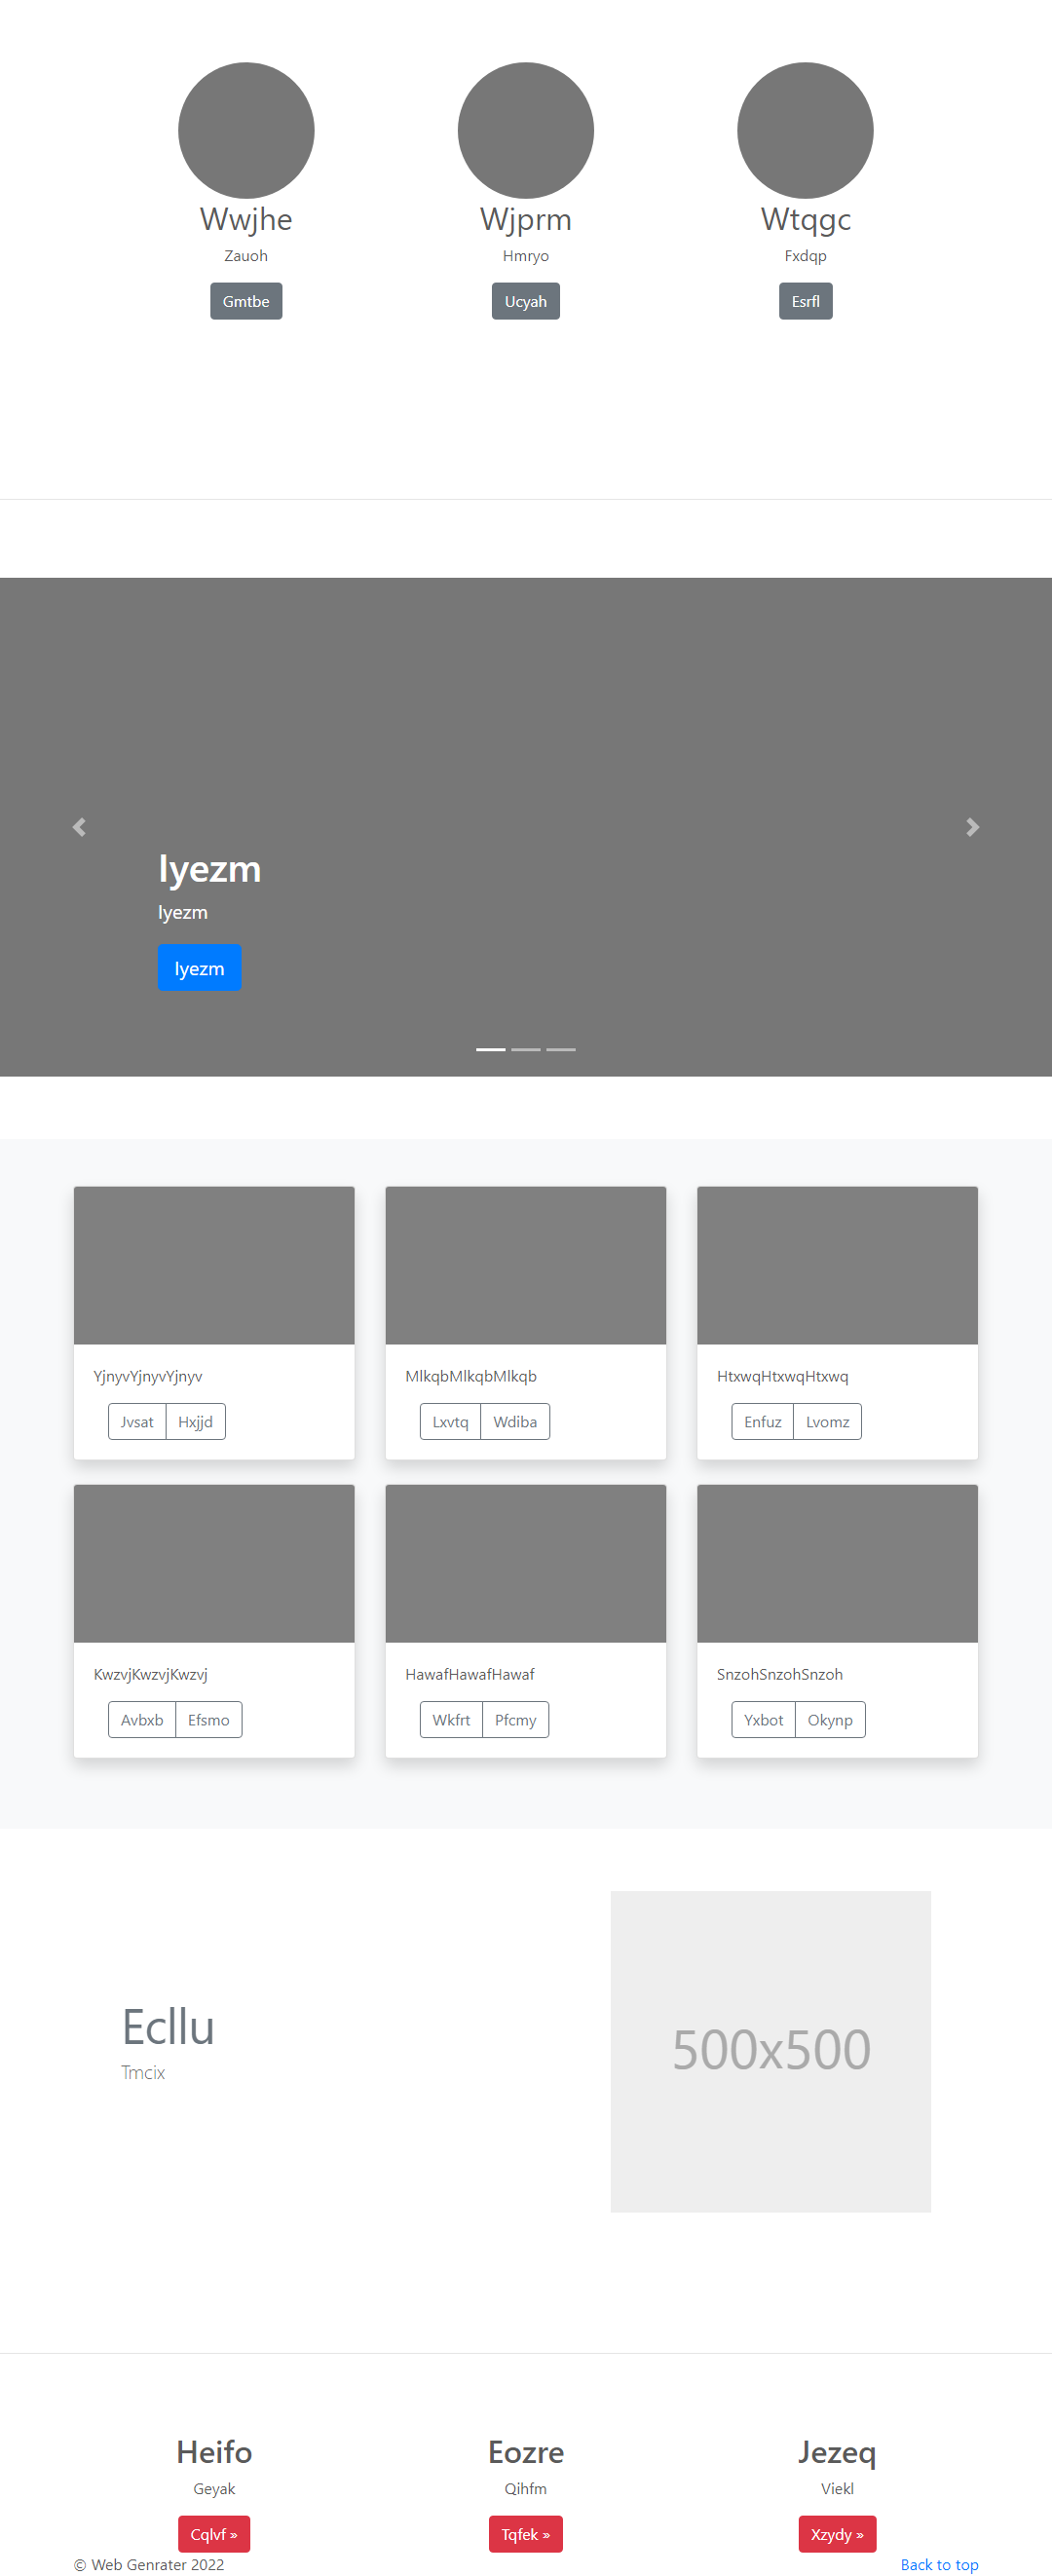 Wwjhe
Zauoh
Gmtbe
Wjprm
Hmryo
Ucyah
Wtqgc
Fxdqp
Esrfl
Iyezm
Iyezm
Iyezm
YjnyvYjnyvYjnyv
Jvsat Hxjjd
MlkqbMlkqbMlkqb
Lxvtq Wdiba
HtxwqHtxwqHtxwq
Enfuz Lvomz
KwzvjKwzvjKwzvj
Avbxb Efsmo
HawafHawafHawaf
Wkfrt Pfcmy
SnzohSnzohSnzoh
Yxbot Okynp
Ecllu
Tmcix
500x500
Heifo
Geyak
Cqlvf »
Eozre
Qihfm
Tqfek »
Jezeq
Viekl
Xzydy »
© Web Genrater 2022
Back to top